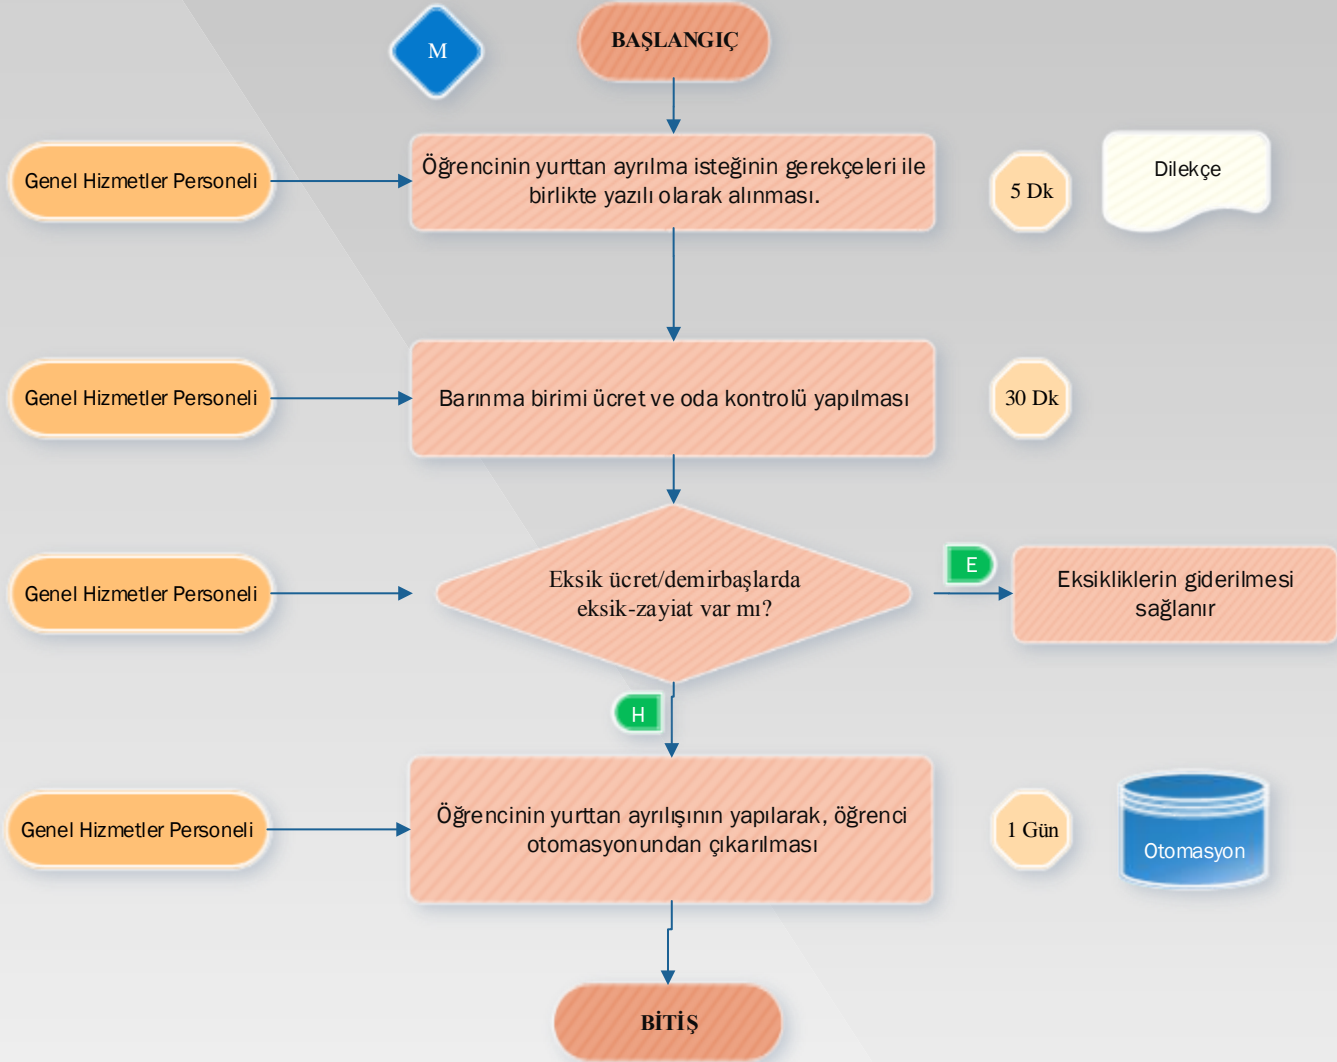 M
BAŞLANGIÇ
Genel Hizmetler Personeli
Öğrencinin yurttan ayrılma isteğinin gerekçeleri ile
birlikte yazılı olarak alınması.
5 Dk
Dilekçe
Genel Hizmetler Personeli
Barınma birimi ücret ve oda kontrolü yapılması
30 Dk
Genel Hizmetler Personeli
Eksik ücret/demirbaşlarda
eksik-zayiat var mı?
E
Eksikliklerin giderilmesi
sağlanır
H
Genel Hizmetler Personeli
Öğrencinin yurttan ayrılışının yapılarak, öğrenci
otomasyonundan çıkarılması
1 Gün
Otomasyon
BİTİŞ